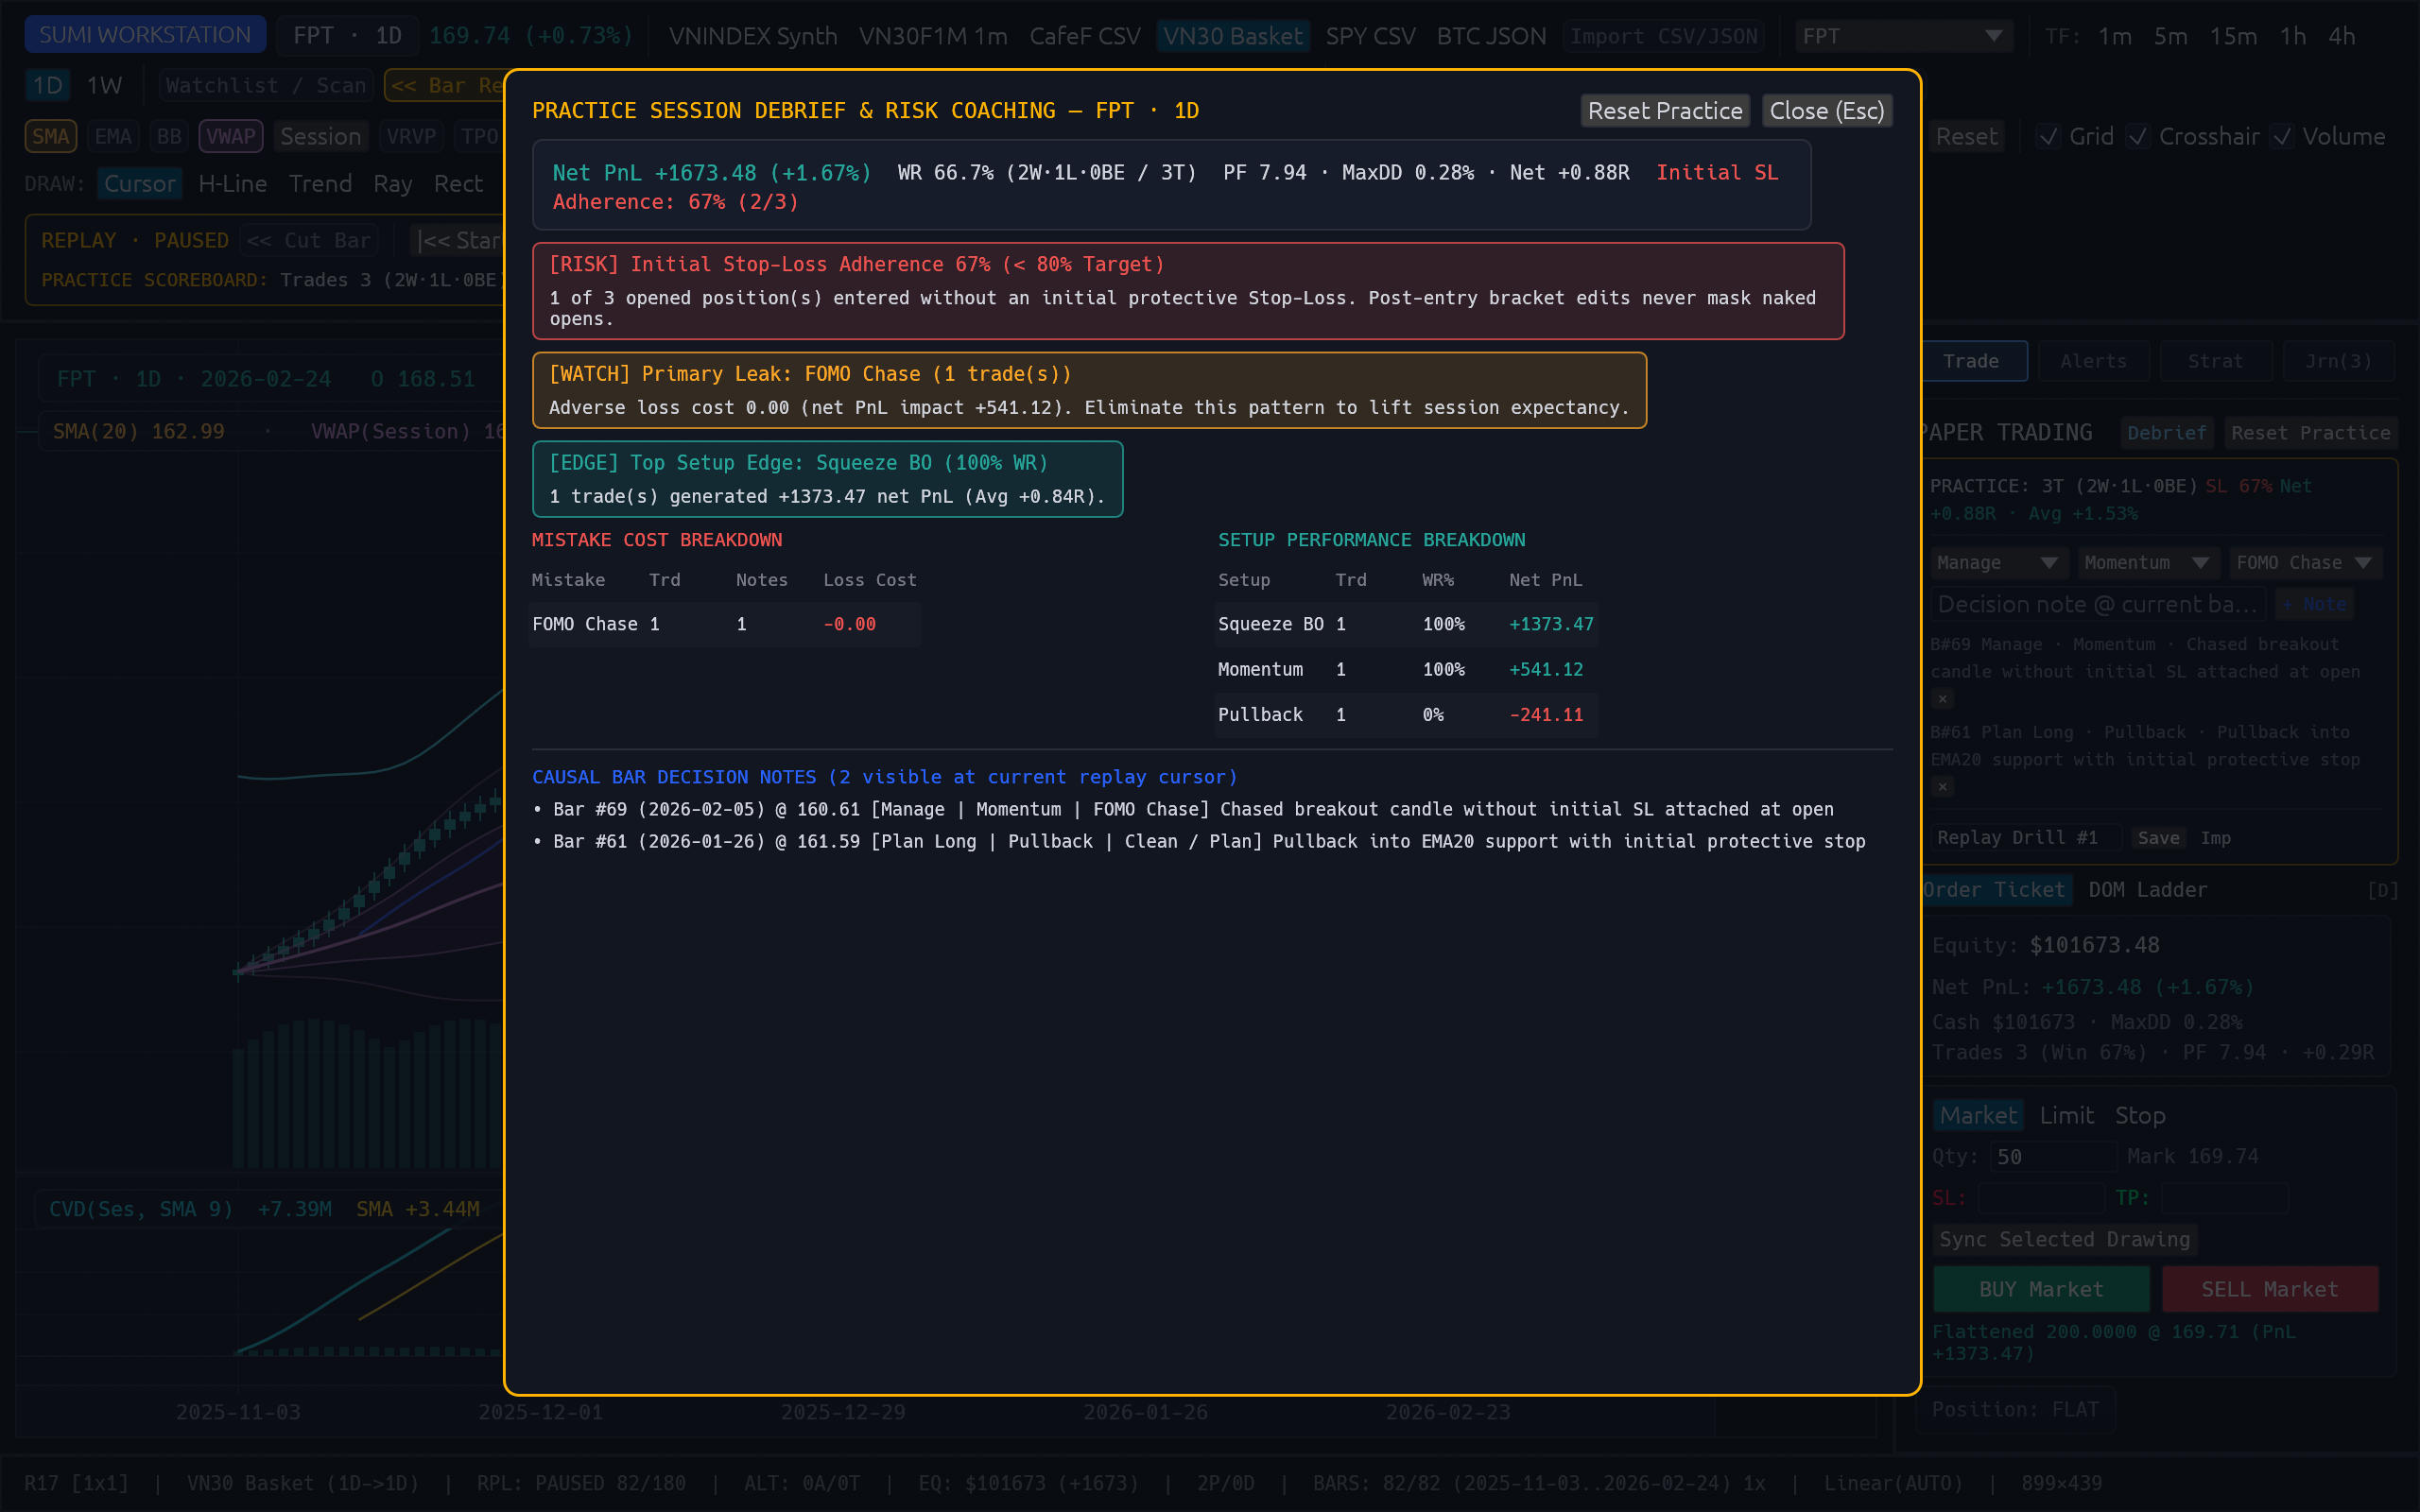 SUMI WORKSTATION FPT · 1D 169.74 (+0.73%) VNINDEX Synth VN30F1M 1m CafeF CSV VN30 Basket SPY CSV BTC JSON Import CSV/JSON FPT TF: 1m 5m 15m 1h 4h
1D 1W Watchlist / Scan << Bar Re
SMA EMA BB VWAP Session VRVP TPO Reset Grid Crosshair Volume
DRAW: Cursor H-Line Trend Ray Rect
REPLAY · PAUSED << Cut Bar |<< Star
PRACTICE SCOREBOARD: Trades 3 (2W·1L·0BE)
FPT · 1D · 2026-02-24 O 168.51
SMA(20) 162.99 · VWAP(Session) 16
PRACTICE SESSION DEBRIEF & RISK COACHING — FPT · 1D Reset Practice Close (Esc)
Net PnL +1673.48 (+1.67%) WR 66.7% (2W·1L·0BE / 3T) PF 7.94 · MaxDD 0.28% · Net +0.88R Initial SL
Adherence: 67% (2/3)
[RISK] Initial Stop-Loss Adherence 67% (< 80% Target)
1 of 3 opened position(s) entered without an initial protective Stop-Loss. Post-entry bracket edits never mask naked
opens.
[WATCH] Primary Leak: FOMO Chase (1 trade(s))
Adverse loss cost 0.00 (net PnL impact +541.12). Eliminate this pattern to lift session expectancy.
[EDGE] Top Setup Edge: Squeeze BO (100% WR)
1 trade(s) generated +1373.47 net PnL (Avg +0.84R).
MISTAKE COST BREAKDOWN
Mistake Trd Notes Loss Cost
FOMO Chase 1 1 -0.00
SETUP PERFORMANCE BREAKDOWN
Setup Trd WR% Net PnL
Squeeze BO 1 100% +1373.47
Momentum 1 100% +541.12
Pullback 1 0% -241.11
CAUSAL BAR DECISION NOTES (2 visible at current replay cursor)
• Bar #69 (2026-02-05) @ 160.61 [Manage | Momentum | FOMO Chase] Chased breakout candle without initial SL attached at open
• Bar #61 (2026-01-26) @ 161.59 [Plan Long | Pullback | Clean / Plan] Pullback into EMA20 support with initial protective stop
Trade Alerts Strat Jrn(3)
PAPER TRADING Debrief Reset Practice
PRACTICE: 3T (2W·1L·0BE) SL 67% Net
+0.88R · Avg +1.53%
Manage Momentum FOMO Chase
Decision note @ current ba... + Note
B#69 Manage · Momentum · Chased breakout
candle without initial SL attached at open
×
B#61 Plan Long · Pullback · Pullback into
EMA20 support with initial protective stop
×
Replay Drill #1 Save Imp
Order Ticket DOM Ladder [D]
Equity: $101673.48
Net PnL: +1673.48 (+1.67%)
Cash $101673 · MaxDD 0.28%
Trades 3 (Win 67%) · PF 7.94 · +0.29R
Market Limit Stop
Qty: 50 Mark 169.74
SL: TP:
Sync Selected Drawing
BUY Market SELL Market
Flattened 200.0000 @ 169.71 (PnL
+1373.47)
Position: FLAT
CVD(Ses, SMA 9) +7.39M SMA +3.44M
2025-11-03 2025-12-01 2025-12-29 2026-01-26 2026-02-23
R17 [1x1] | VN30 Basket (1D->1D) | RPL: PAUSED 82/180 | ALT: 0A/0T | EQ: $101673 (+1673) | 2P/0D | BARS: 82/82 (2025-11-03..2026-02-24) 1x | Linear(AUTO) | 899×439